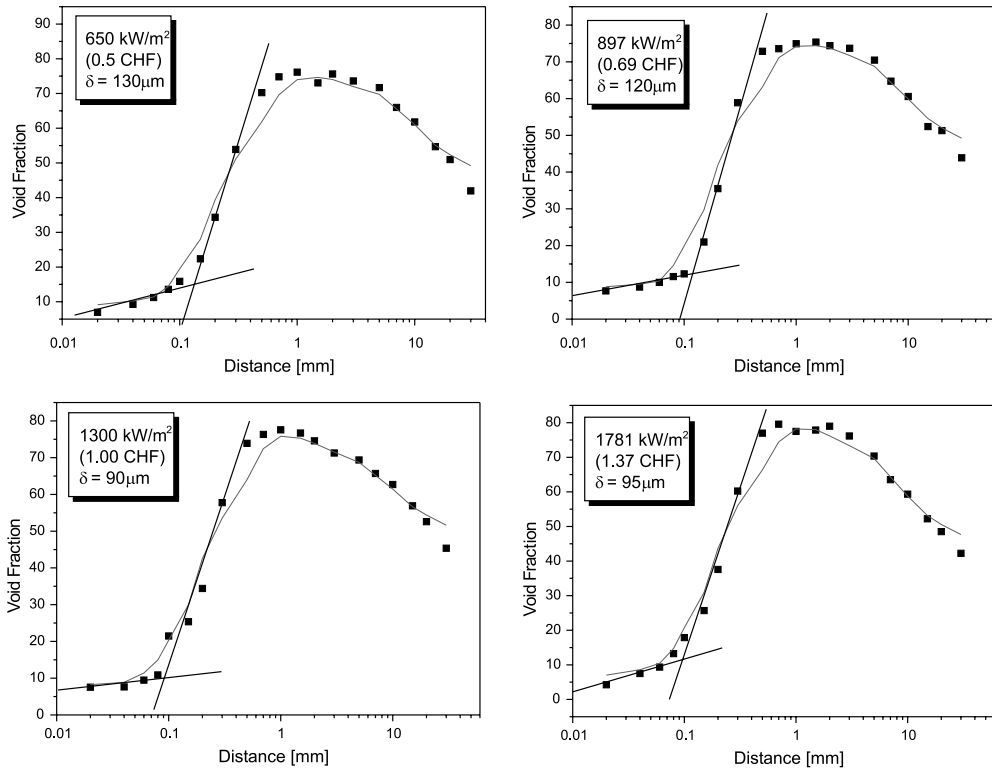 650 kW/m²
(0.5 CHF)
δ = 130μm
Void Fraction
90
80
70
60
50
40
30
20
10
0.01
0.1
1
10
Distance [mm]
897 kW/m²
(0.69 CHF)
δ = 120μm
Void Fraction
80
70
60
50
40
30
20
10
0
0.01
0.1
1
10
Distance [mm]
1300 kW/m²
(1.00 CHF)
δ = 90μm
Void Fraction
80
70
60
50
40
30
20
10
0
0.01
0.1
1
10
Distance [mm]
1781 kW/m²
(1.37 CHF)
δ = 95μm
Void Fraction
80
70
60
50
40
30
20
10
0
0.01
0.1
1
10
Distance [mm]